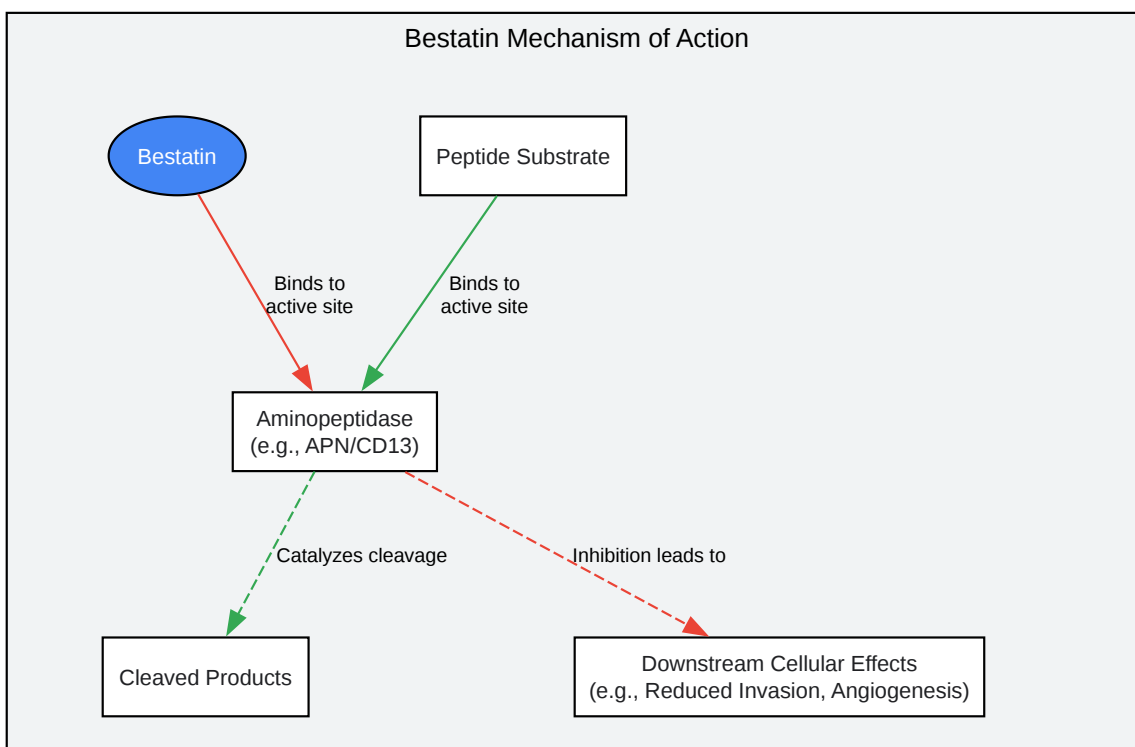 Bestatin Mechanism of Action
Bestatin
Peptide Substrate
Binds to
active site
Binds to
active site
Aminopeptidase
(e.g., APN/CD13)
Catalyzes cleavage
Inhibition leads to
Cleaved Products
Downstream Cellular Effects
(e.g., Reduced Invasion, Angiogenesis)